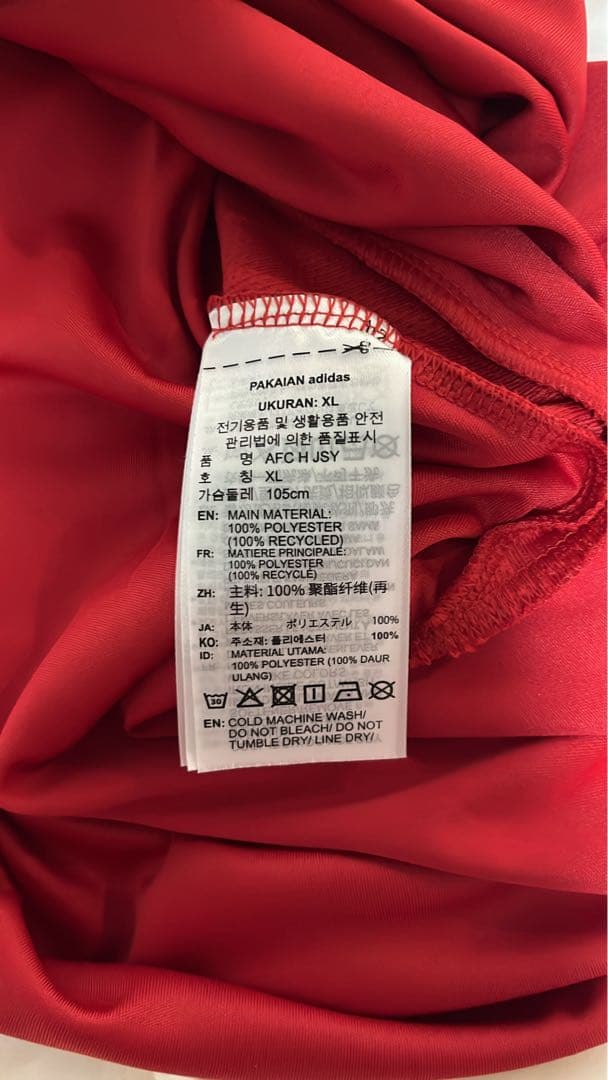 PAKAIAN adidas
UKURAN: XL
전기용품 및 생활용품 안전
관리법에 의한 품질표시
품 명 AFC H JSY
호 칭 XL
가슴둘레 105cm
EN: MAIN MATERIAL:
100% POLYESTER
(100% RECYCLED)
FR: MATIERE PRINCIPALE:
100% POLYESTER
(100% RECYCLÉ)
ZH: 主料: 100% 聚酯纤维(再
生)
JA: 本体 ポリエステル 100%
KO: 주소재: 폴리에스터 100%
ID: MATERIAL UTAMA:
100% POLYESTER (100% DAUR
ULANG)
30
EN: COLD MACHINE WASH/
DO NOT BLEACH/ DO NOT
TUMBLE DRY/ LINE DRY/